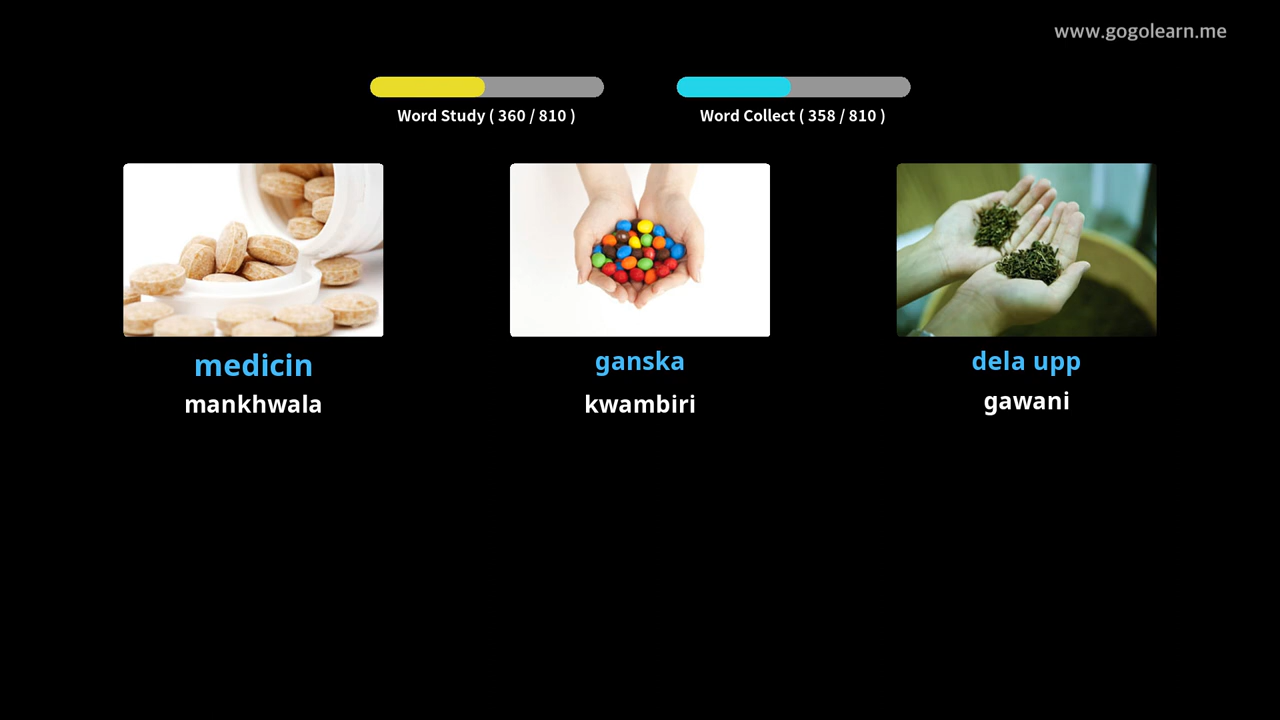 www.gogolearn.me
Word Study ( 360 / 810 )
Word Collect ( 358 / 810 )
medicin
mankhwala
ganska
kwambiri
dela upp
gawani